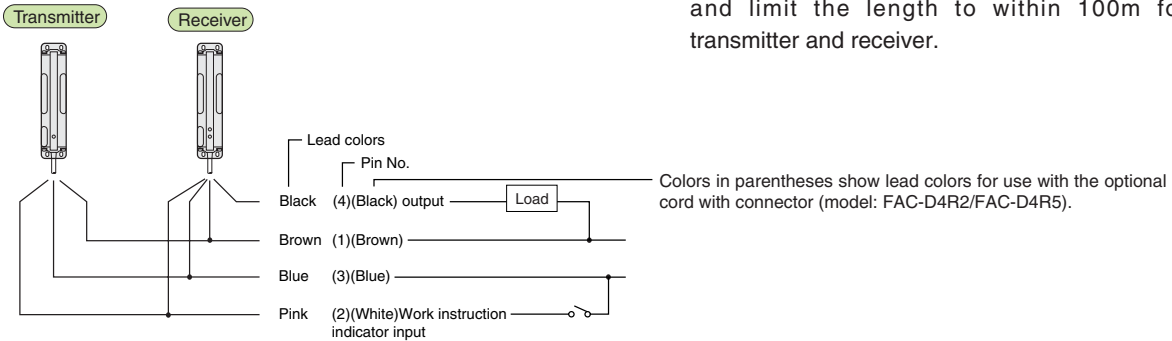 and limit the length to within 100m fo
transmitter and receiver.
Transmitter
Receiver
Lead colors
Pin No.
Black (4)(Black) output
Load
Colors in parentheses show lead colors for use with the optional
cord with connector (model: FAC-D4R2/FAC-D4R5).
Brown (1)(Brown)
Blue (3)(Blue)
Pink (2)(White)Work instruction
indicator input